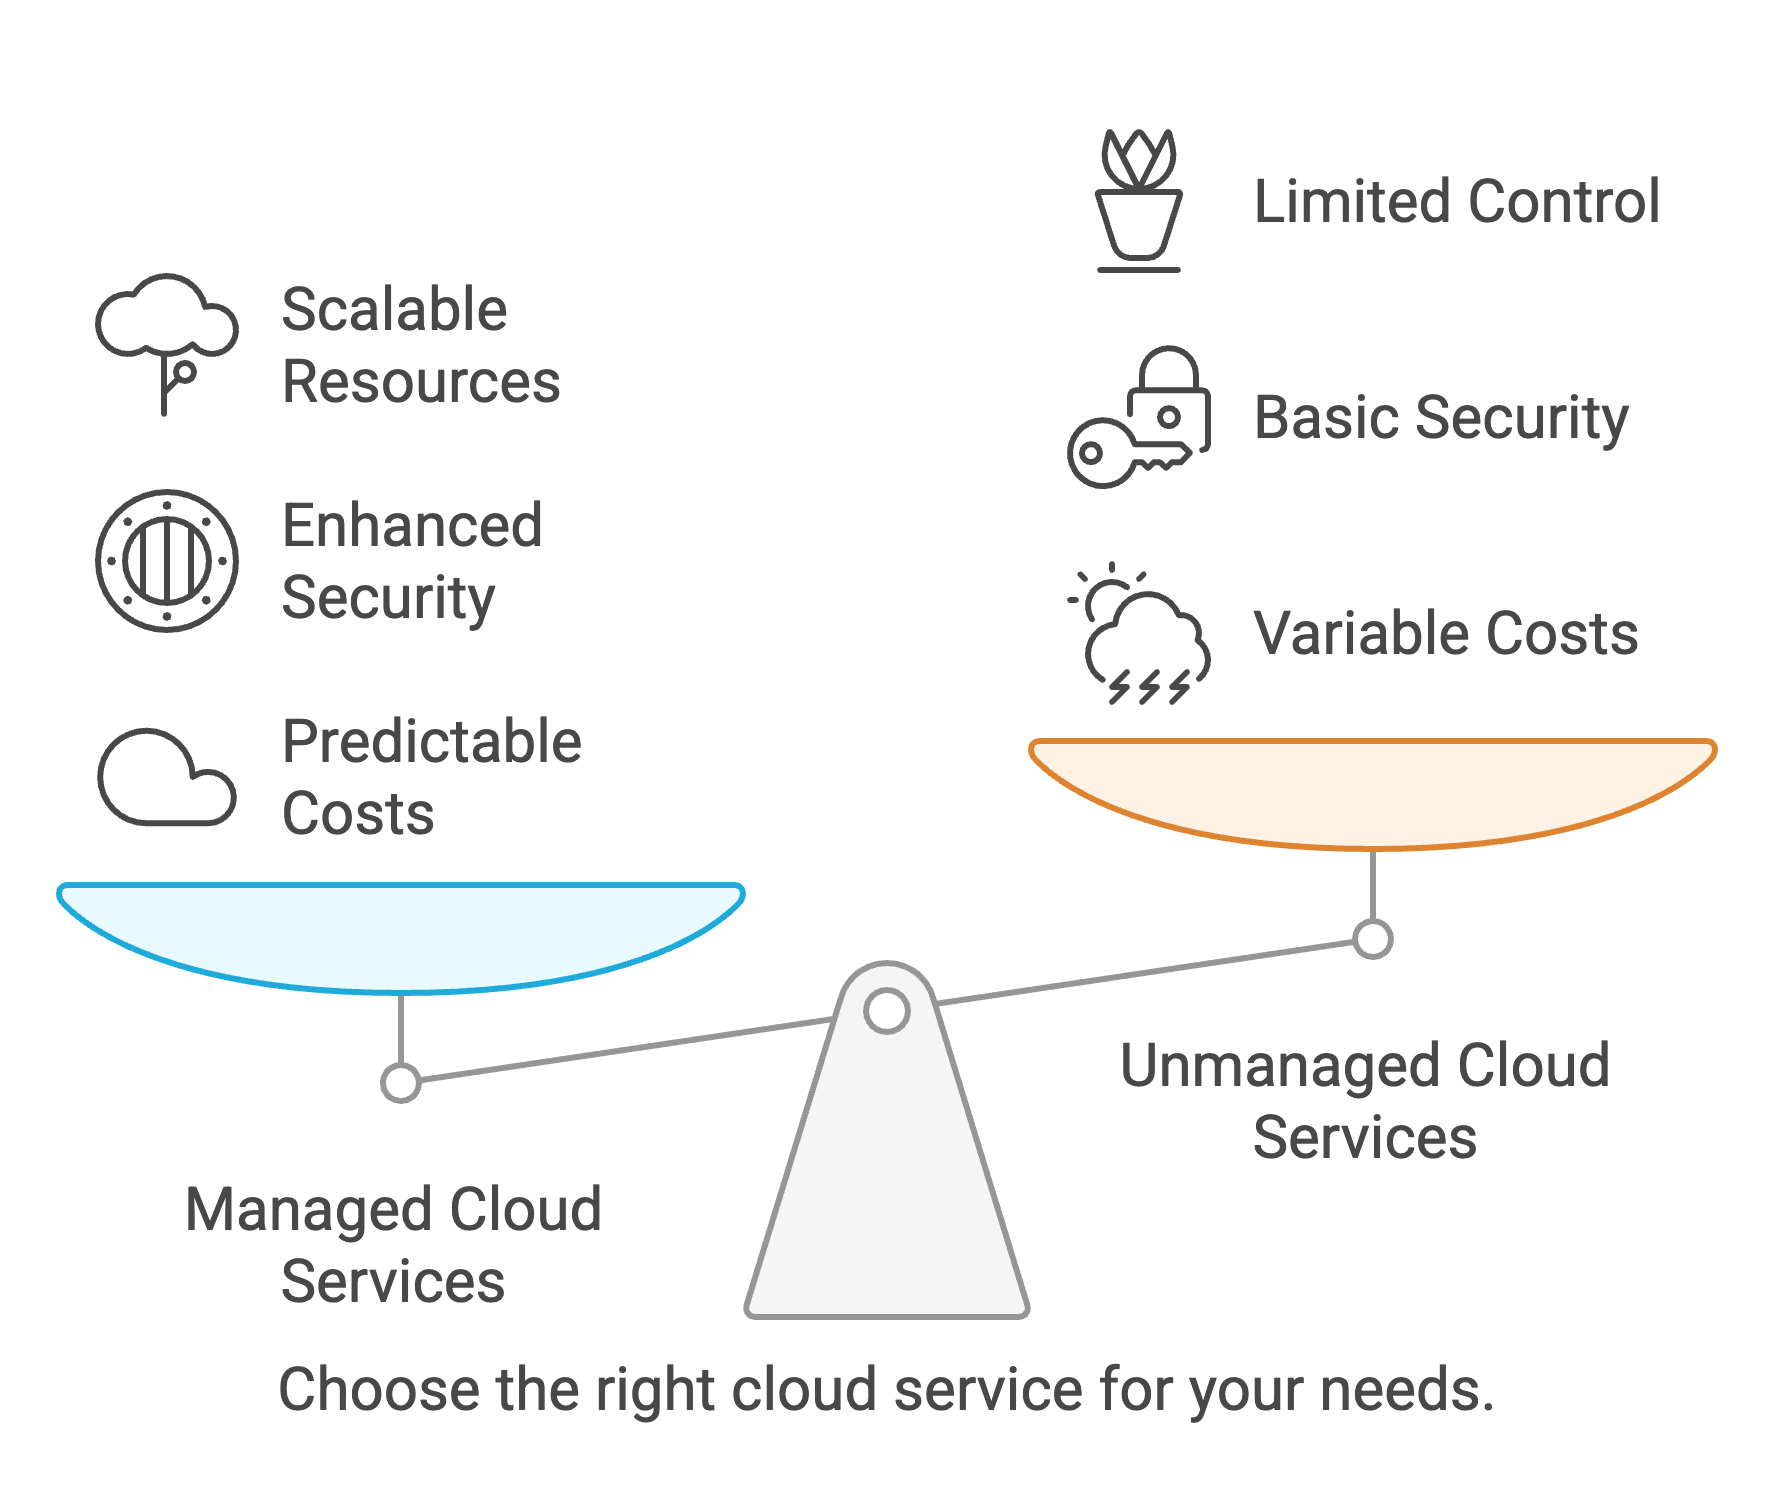 Scalable
Resources
Enhanced
Security
Predictable
Costs
Managed Cloud
Services
Limited Control
Basic Security
Variable Costs
Unmanaged Cloud
Services
Choose the right cloud service for your needs.